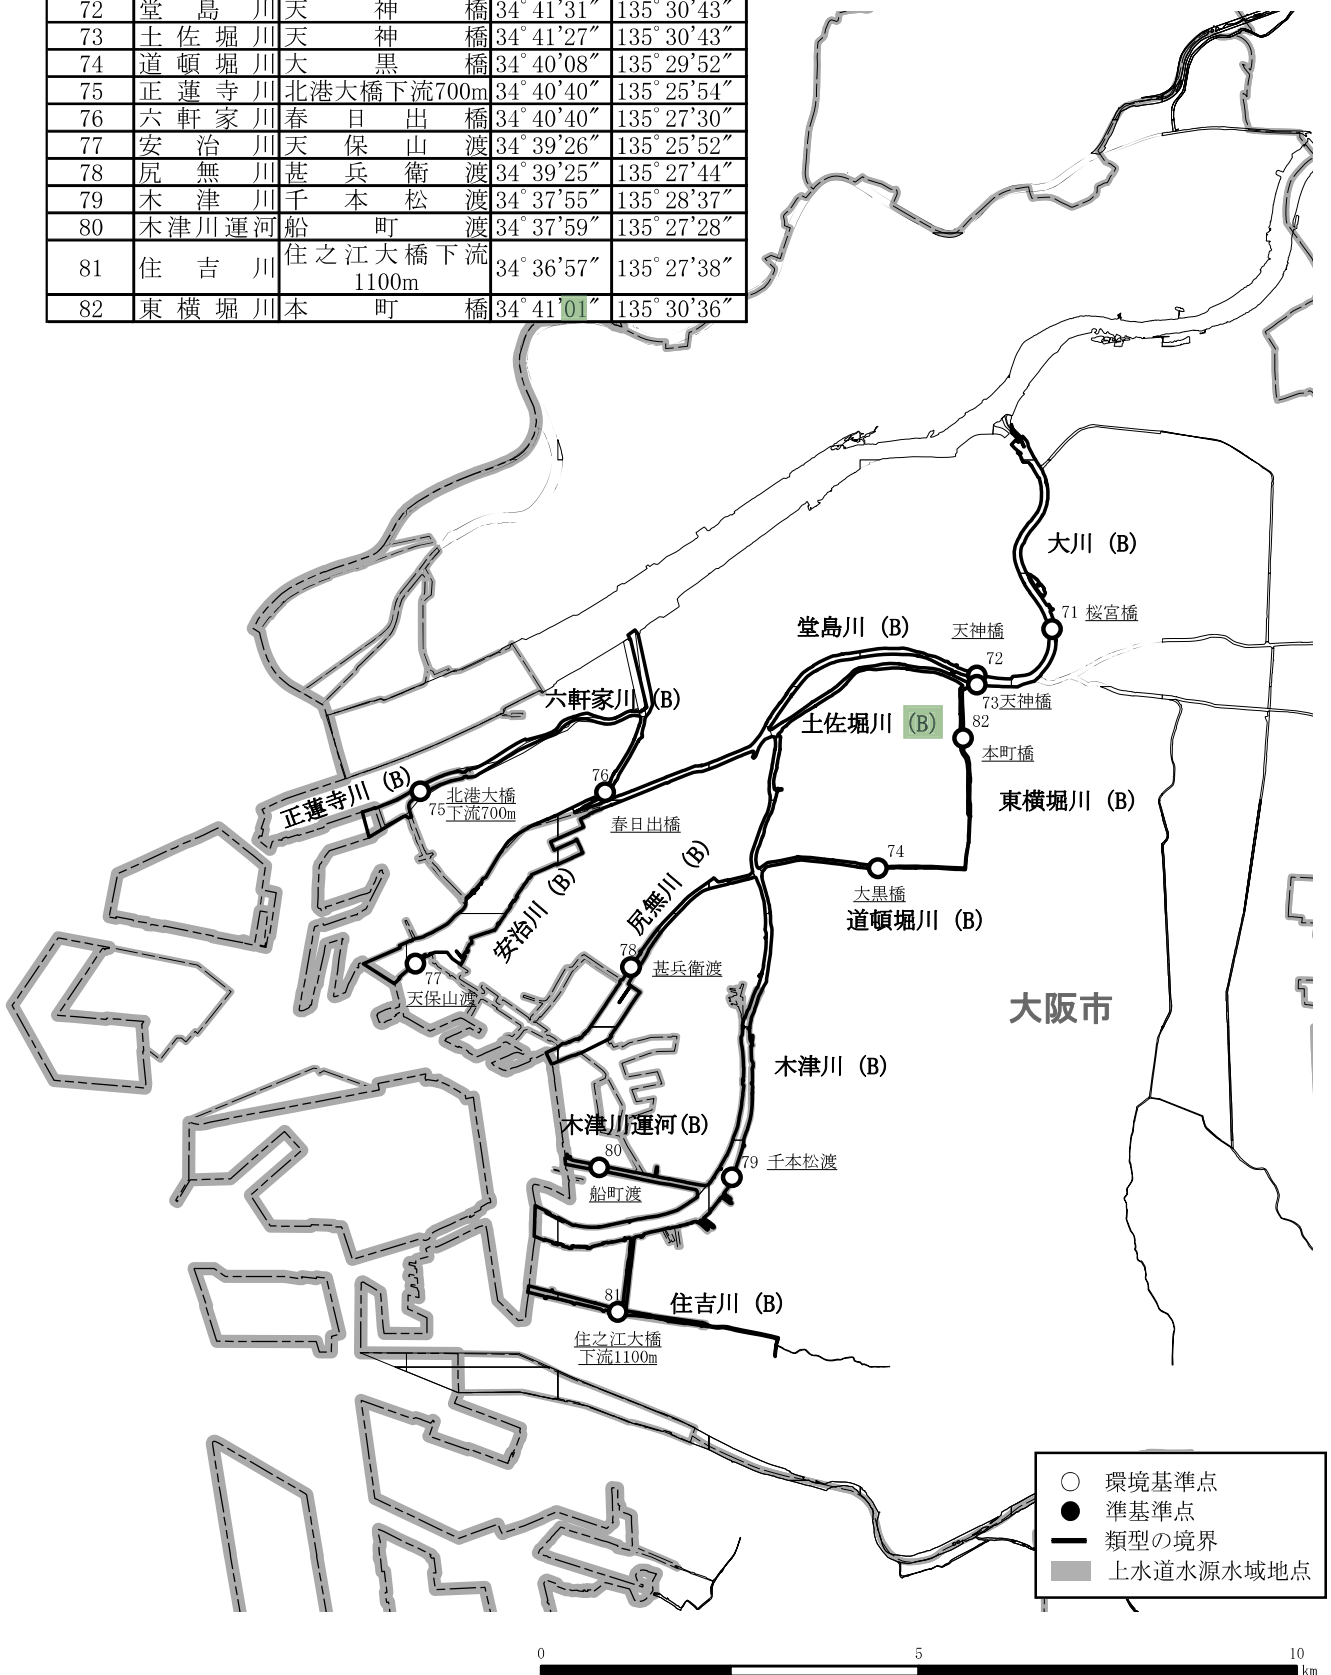 72 堂島川 天神橋 34°41’31” 135°30’43”
73 土佐堀川 天神橋 34°41’27” 135°30’43”
74 道頓堀川 大黒橋 34°40’08” 135°29’52”
75 正蓮寺川 北港大橋下流700m 34°40’40” 135°25’54”
76 六軒家川 春日出橋 34°40’40” 135°27’30”
77 安治川 天保山渡 34°39’26” 135°25’52”
78 尻無川 甚兵衛渡 34°39’25” 135°27’44”
79 木津川 千本松渡 34°37’55” 135°28’37”
80 木津川運河 船町渡 34°37’59” 135°27’28”
81 住吉川 住之江大橋下流 1100m 34°36’57” 135°27’38”
82 東横堀川 本町橋 34°41’01” 135°30’36”
大川 (B)
71 桜宮橋
堂島川 (B)
天神橋
72
73 天神橋
六軒家川 (B)
土佐堀川 (B)
82
本町橋
正蓮寺川 (B)
75 北港大橋
下流700m
76
春日出橋
東横堀川 (B)
74
大黒橋
道頓堀川 (B)
安治川 (B)
尻無川 (B)
78
甚兵衛渡
77
天保山渡
大阪市
木津川 (B)
木津川運河(B)
80
船町渡
79 千本松渡
81
住吉川 (B)
住之江大橋
下流1100m
環境基準点
準基準点
類型の境界
上水道水源水域地点
0 5 10
km